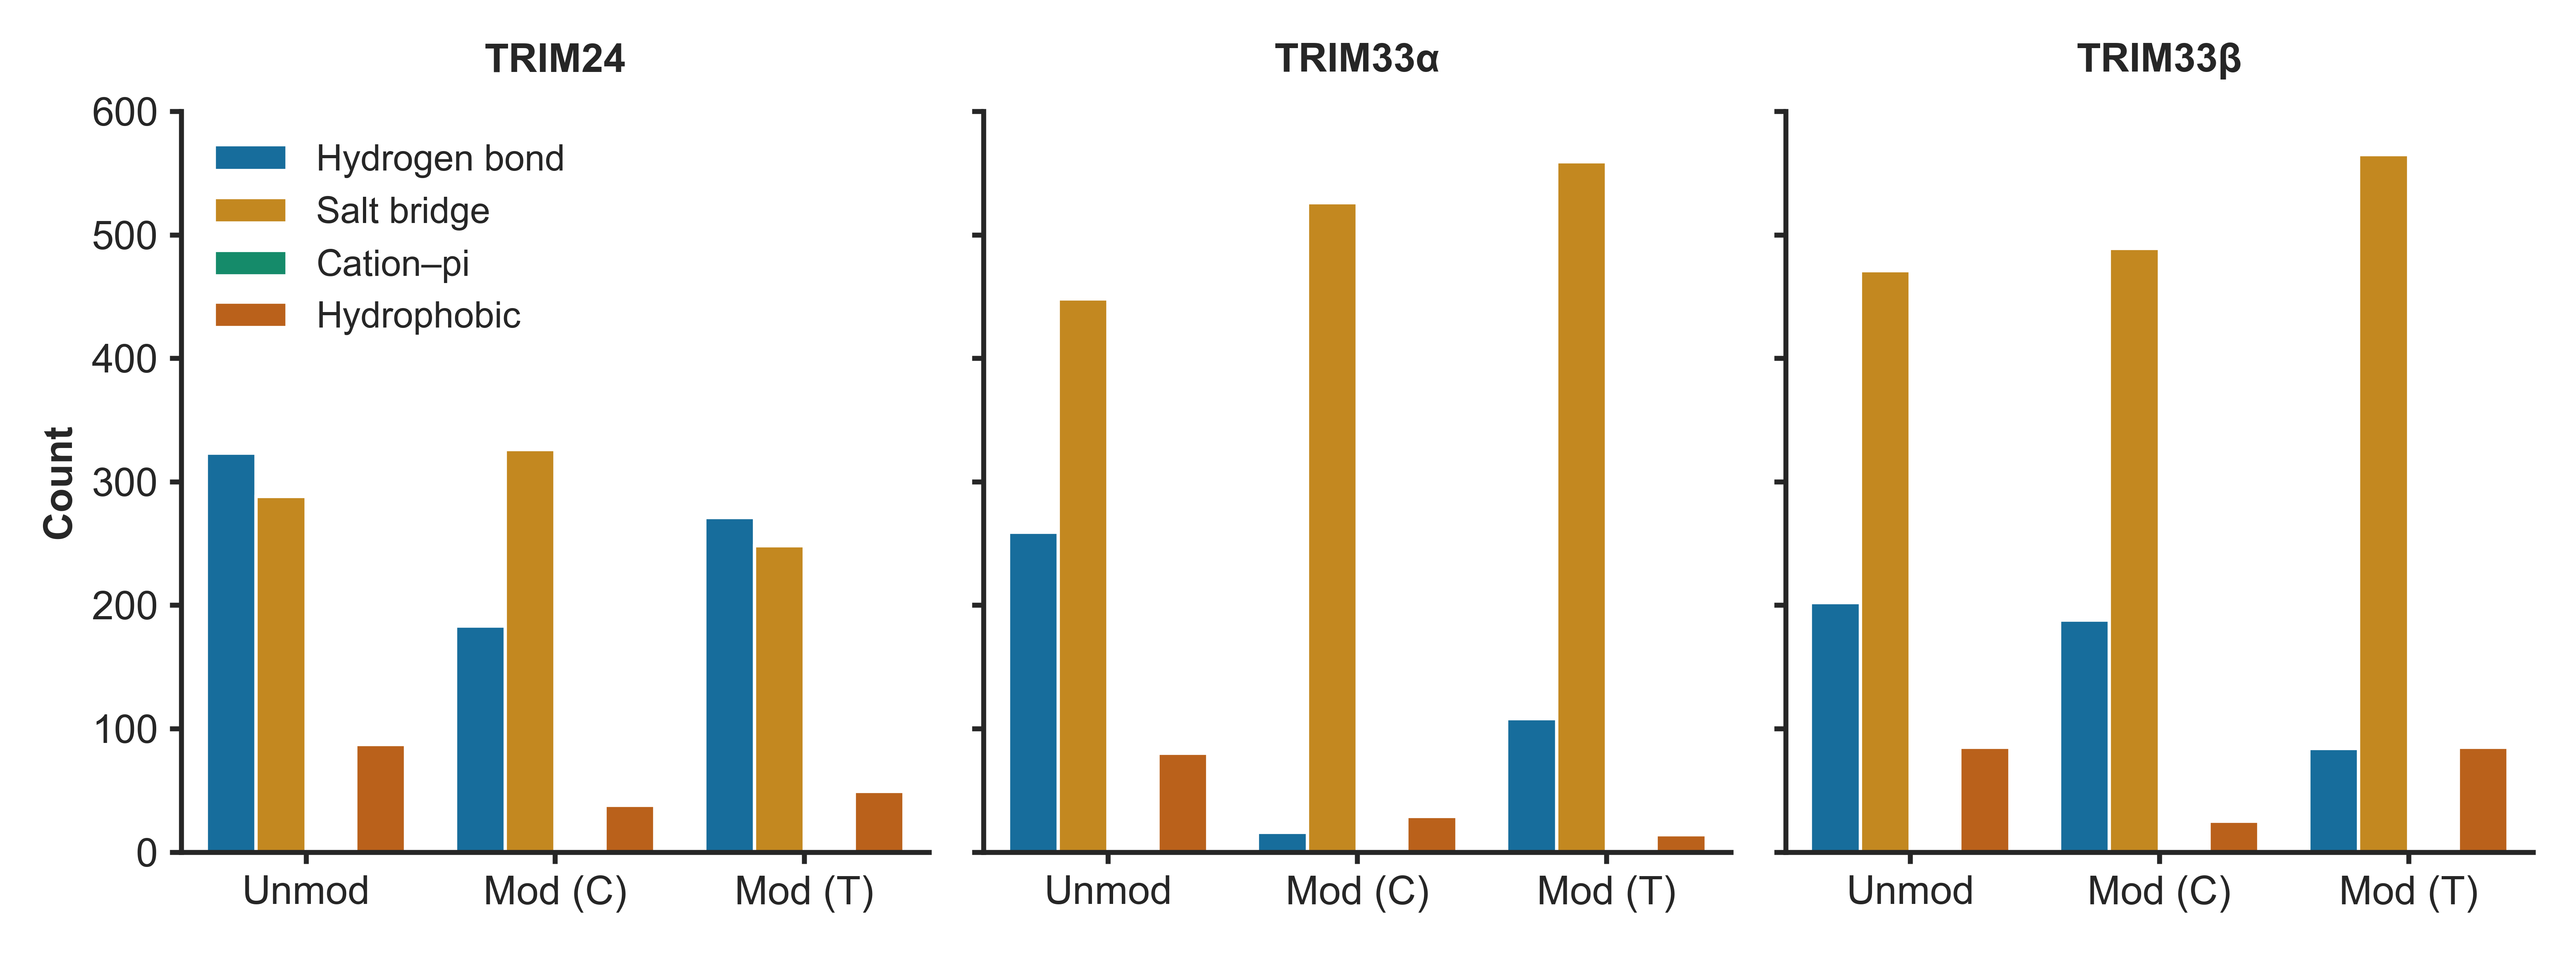 TRIM24
TRIM33α
TRIM33β
600
500
400
300
200
100
0
Count
Hydrogen bond
Salt bridge
Cation–pi
Hydrophobic
Unmod
Mod (C)
Mod (T)
Unmod
Mod (C)
Mod (T)
Unmod
Mod (C)
Mod (T)